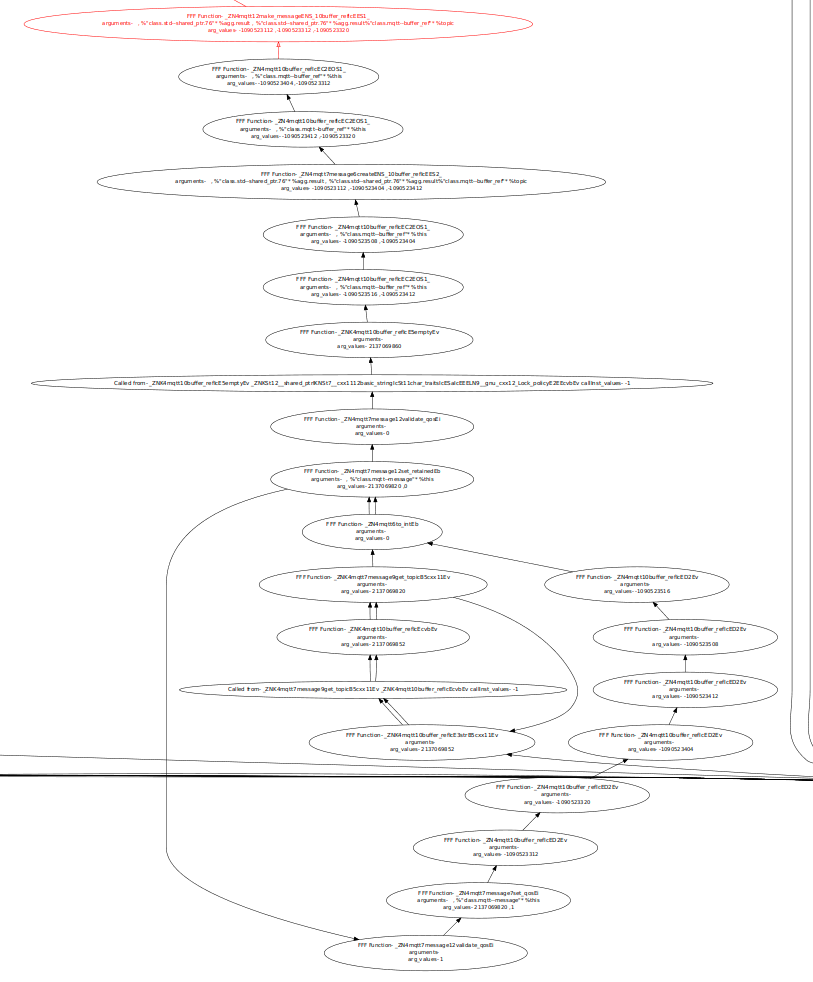 FFF Function- _ZN4mqtt12make_messageENS_10buffer_refIcEES1_
arguments- , %"class.std--shared_ptr.76"* %agg.result , %"class.std--shared_ptr.76"* %agg.result%"class.mqtt--buffer_ref"* %topic
arg_values- -1090523112 ,-1090523312 ,-1090523320
FFF Function- _ZN4mqtt10buffer_refIcEC2EOS1_
arguments- , %"class.mqtt--buffer_ref"* %this
arg_values- -1090523404 ,-1090523312
FFF Function- _ZN4mqtt10buffer_refIcEC2EOS1_
arguments- , %"class.mqtt--buffer_ref"* %this
arg_values- -1090523412 ,-1090523320
FFF Function- _ZN4mqtt7message6createENS_10buffer_refIcEES2_
arguments- , %"class.std--shared_ptr.76"* %agg.result , %"class.std--shared_ptr.76"* %agg.result%"class.mqtt--buffer_ref"* %topic
arg_values- -1090523112 ,-1090523404 ,-1090523412
FFF Function- _ZN4mqtt10buffer_refIcEC2EOS1_
arguments- , %"class.mqtt--buffer_ref"* %this
arg_values- -1090523508 ,-1090523404
FFF Function- _ZN4mqtt10buffer_refIcEC2EOS1_
arguments- , %"class.mqtt--buffer_ref"* %this
arg_values- -1090523516 ,-1090523412
FFF Function- _ZNK4mqtt10buffer_refIcE5emptyEv
arguments-
arg_values- 2137069860
Called from- _ZNK4mqtt10buffer_refIcE5emptyEv _ZNKSt12__shared_ptrIKNSt7__cxx1112basic_stringIcSt11char_traitsIcESaIcEEELN9__gnu_cxx12_Lock_policyE2EEcvbEv callinst_values- -1
FFF Function- _ZN4mqtt7message12validate_qosEi
arguments-
arg_values- 0
FFF Function- _ZN4mqtt7message12set_retainedEb
arguments- , %"class.mqtt--message"* %this
arg_values- 2137069820 ,0
FFF Function- _ZN4mqtt6to_intEb
arguments-
arg_values- 0
FFF Function- _ZNK4mqtt7message9get_topicB5cxx11Ev
arguments-
arg_values- 2137069820
FFF Function- _ZN4mqtt10buffer_refIcED2Ev
arguments-
arg_values- -1090523516
FFF Function- _ZNK4mqtt10buffer_refIcEcvbEv
arguments-
arg_values- 2137069852
FFF Function- _ZN4mqtt10buffer_refIcED2Ev
arguments-
arg_values- -1090523508
Called from- _ZNK4mqtt7message9get_topicB5cxx11Ev _ZNK4mqtt10buffer_refIcEcvbEv callinst_values- -1
FFF Function- _ZN4mqtt10buffer_refIcED2Ev
arguments-
arg_values- -1090523412
FFF Function- _ZNK4mqtt10buffer_refIcE3strB5cxx11Ev
arguments-
arg_values- 2137069852
FFF Function- _ZN4mqtt10buffer_refIcED2Ev
arguments-
arg_values- -1090523404
FFF Function- _ZN4mqtt10buffer_refIcED2Ev
arguments-
arg_values- -1090523320
FFF Function- _ZN4mqtt10buffer_refIcED2Ev
arguments-
arg_values- -1090523312
FFF Function- _ZN4mqtt7message7set_qosEi
arguments- , %"class.mqtt--message"* %this
arg_values- 2137069820 ,1
FFF Function- _ZN4mqtt7message12validate_qosEi
arguments-
arg_values- 1